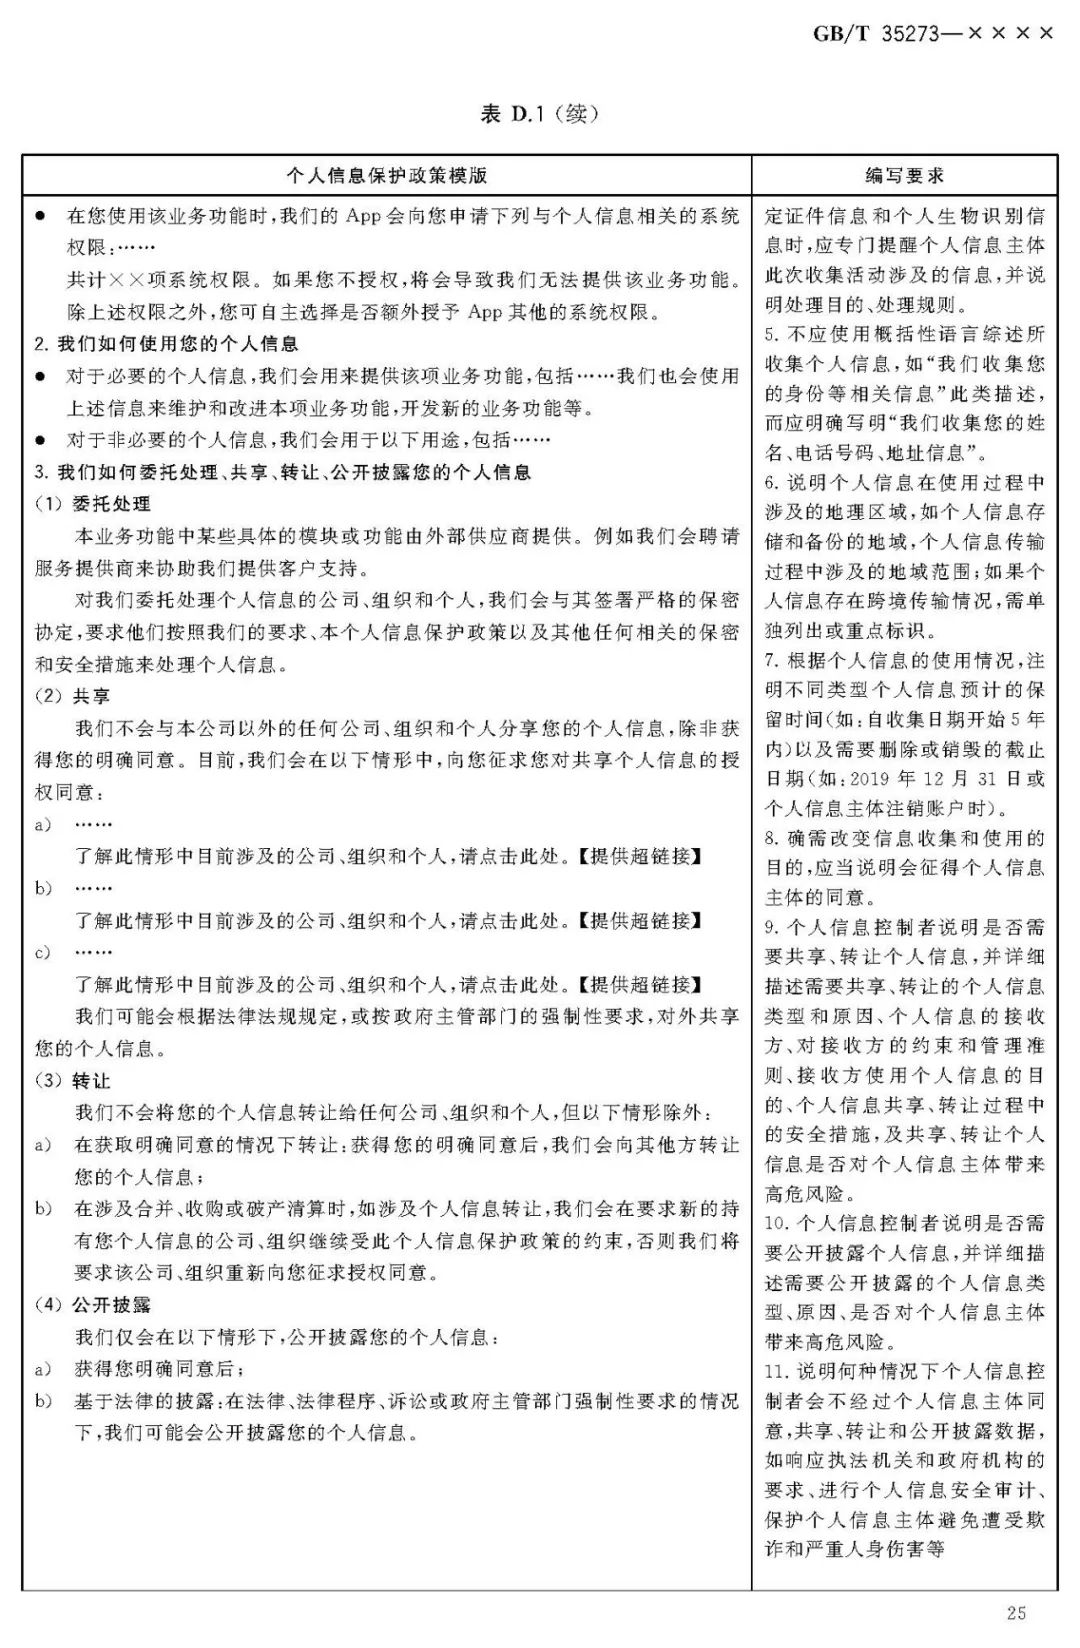 GB/T 35273—××××
表 D.1（续）
个人信息保护政策模版
● 在您使用该业务功能时,我们的 App 会向您申请下列与个人信息相关的系统
权限:……
共计××项系统权限。如果您不授权,将会导致我们无法提供该业务功能。
除上述权限之外,您可自主选择是否额外授予 App 其他的系统权限。
2. 我们如何使用您的个人信息
● 对于必要的个人信息,我们会用来提供该项业务功能,包括……我们也会使用
上述信息来维护和改进本项业务功能,开发新的业务功能等。
● 对于非必要的个人信息,我们会用于以下用途,包括……
3. 我们如何委托处理、共享、转让、公开披露您的个人信息
（1）委托处理
本业务功能中某些具体的模块或功能由外部供应商提供。例如我们会聘请
服务提供商来协助我们提供客户支持。
对我们委托处理个人信息的公司、组织和个人,我们会与其签署严格的保密
协定,要求他们按照我们的要求、本个人信息保护政策以及其他任何相关的保密
和安全措施来处理个人信息。
（2）共享
我们不会与本公司以外的任何公司、组织和个人分享您的个人信息,除非获
得您的明确同意。目前,我们会在以下情形中,向您征求您对共享个人信息的授
权同意:
a） ……
了解此情形中目前涉及的公司、组织和个人,请点击此处。【提供超链接】
b） ……
了解此情形中目前涉及的公司、组织和个人,请点击此处。【提供超链接】
c） ……
了解此情形中目前涉及的公司、组织和个人,请点击此处。【提供超链接】
我们可能会根据法律法规规定,或按政府主管部门的强制性要求,对外共享
您的个人信息。
（3）转让
我们不会将您的个人信息转让给任何公司、组织和个人,但以下情形除外:
a） 在获取明确同意的情况下转让:获得您的明确同意后,我们会向其他方转让
您的个人信息;
b） 在涉及合并、收购或破产清算时,如涉及个人信息转让,我们会在要求新的持
有您个人信息的公司、组织继续受此个人信息保护政策的约束,否则我们将
要求该公司、组织重新向您征求授权同意。
（4）公开披露
我们仅会在以下情形下,公开披露您的个人信息:
a） 获得您明确同意后;
b） 基于法律的披露:在法律、法律程序、诉讼或政府主管部门强制性要求的情况
下,我们可能会公开披露您的个人信息。
编写要求
定证件信息和个人生物识别信
息时,应专门提醒个人信息主体
此次收集活动涉及的信息,并说
明处理目的、处理规则。
5. 不应使用概括性语言综述所
收集个人信息,如“我们收集您
的身份等相关信息”此类描述,
而应明确写明“我们收集您的姓
名、电话号码、地址信息”。
6. 说明个人信息在使用过程中
涉及的地理区域,如个人信息存
储和备份的地域,个人信息传输
过程中涉及的地域范围;如果个
人信息存在跨境传输情况,需单
独列出或重点标识。
7. 根据个人信息的使用情况,注
明不同类型个人信息预计的保
留时间(如:自收集日期开始 5 年
内)以及需要删除或销毁的截止
日期(如:2019 年 12 月 31 日或
个人信息主体注销账户时)。
8. 确需改变信息收集和使用的
目的,应当说明会征得个人信息
主体的同意。
9. 个人信息控制者说明是否需
要共享、转让个人信息,并详细
描述需要共享、转让的个人信息
类型和原因、个人信息的接收
方、对接收方的约束和管理准
则、接收方使用个人信息的目
的、个人信息共享、转让过程中
的安全措施,及共享、转让个人
信息是否对个人信息主体带来
高危风险。
10. 个人信息控制者说明是否需
要公开披露个人信息,并详细描
述需要公开披露的个人信息类
型、原因、是否对个人信息主体
带来高危风险。
11. 说明何种情况下个人信息控
制者会不经过个人信息主体同
意,共享、转让和公开披露数据,
如响应执法机关和政府机构的
要求、进行个人信息安全审计、
保护个人信息主体避免遭受欺
诈和严重人身伤害等
25